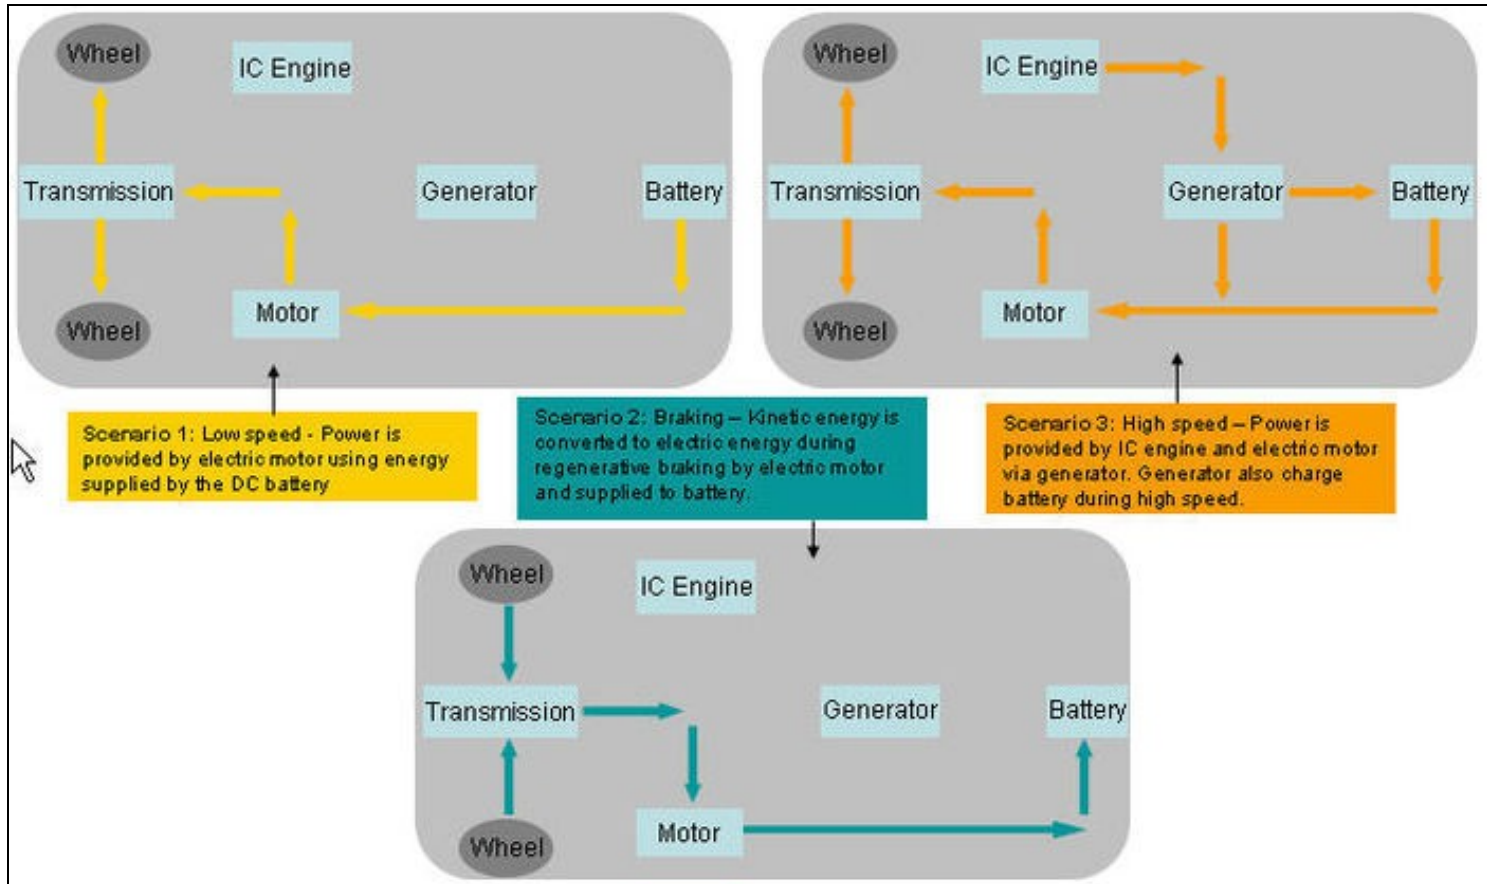 Wheel
IC Engine
Transmission
Generator
Battery
Wheel
Motor
Wheel
IC Engine
Transmission
Generator
Battery
Wheel
Motor
Scenario 1: Low speed - Power is
provided by electric motor using energy
supplied by the DC battery
Scenario 2: Braking – Kinetic energy is
converted to electric energy during
regenerative braking by electric motor
and supplied to battery.
Scenario 3: High speed – Power is
provided by IC engine and electric motor
via generator. Generator also charge
battery during high speed.
Wheel
IC Engine
Transmission
Generator
Battery
Wheel
Motor